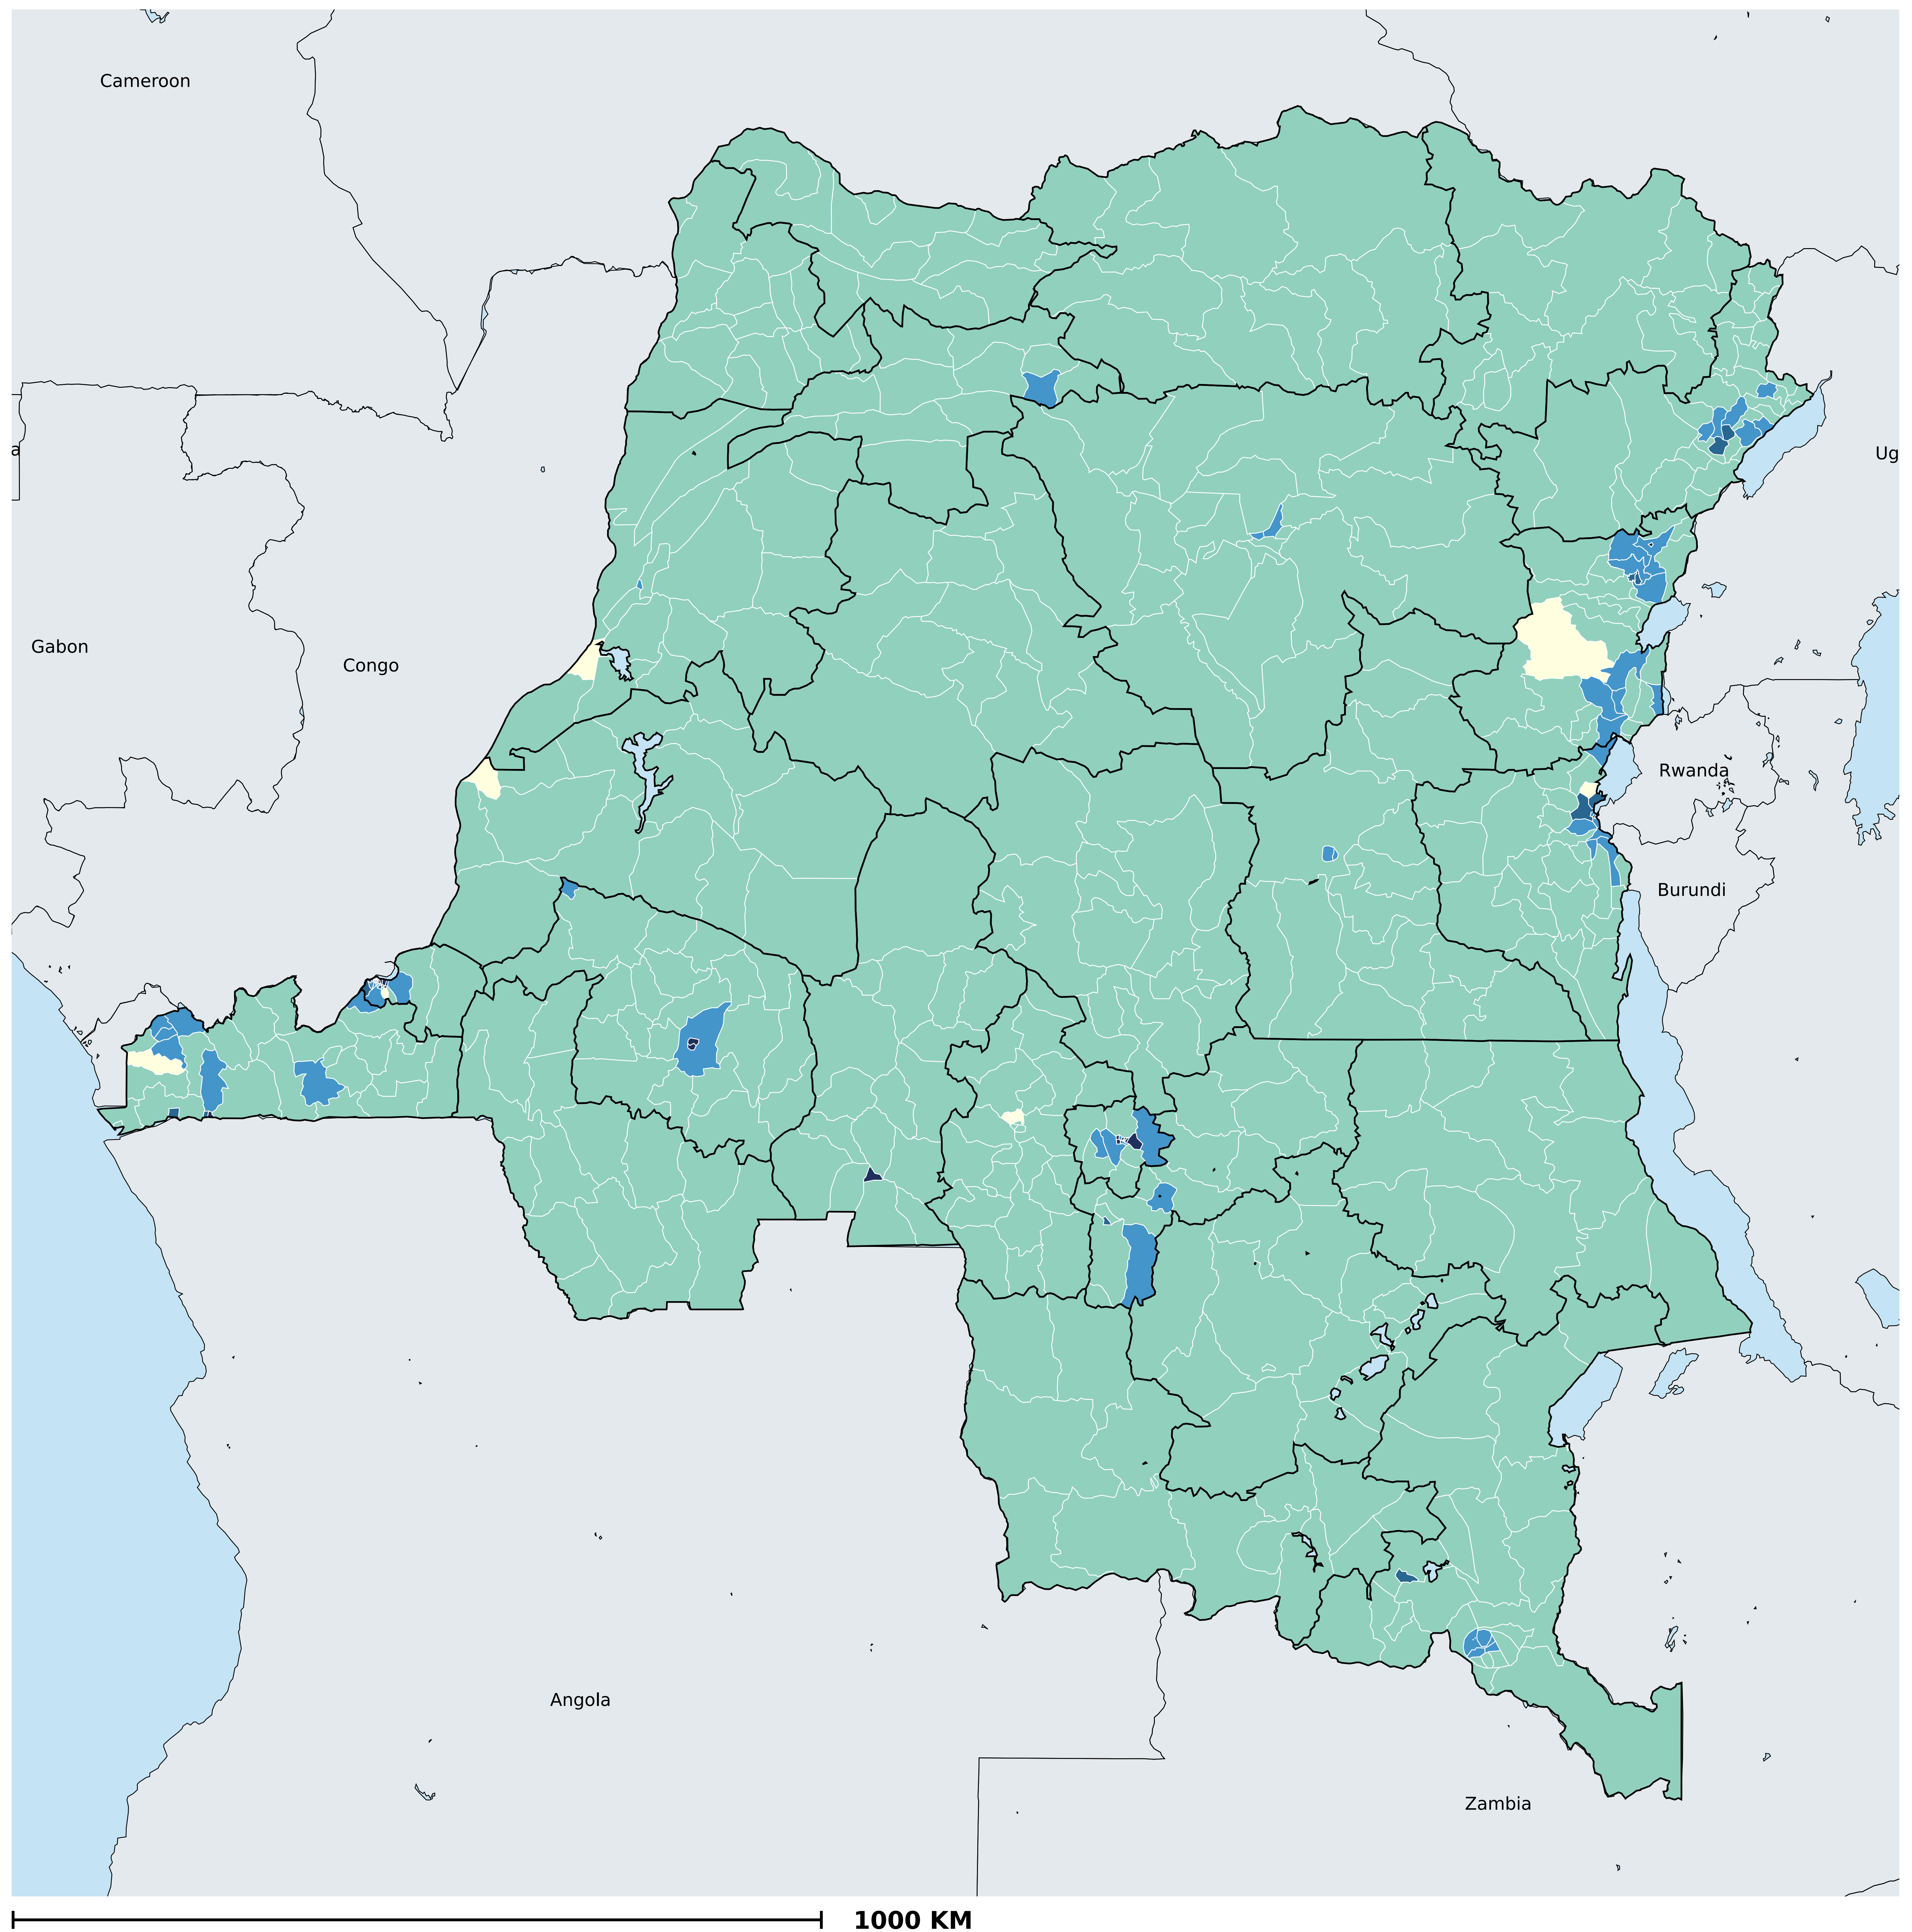 Cameroon
a
Ug
Gabon
Congo
Rwanda
Burundi
Angola
Zambia
1000 KM